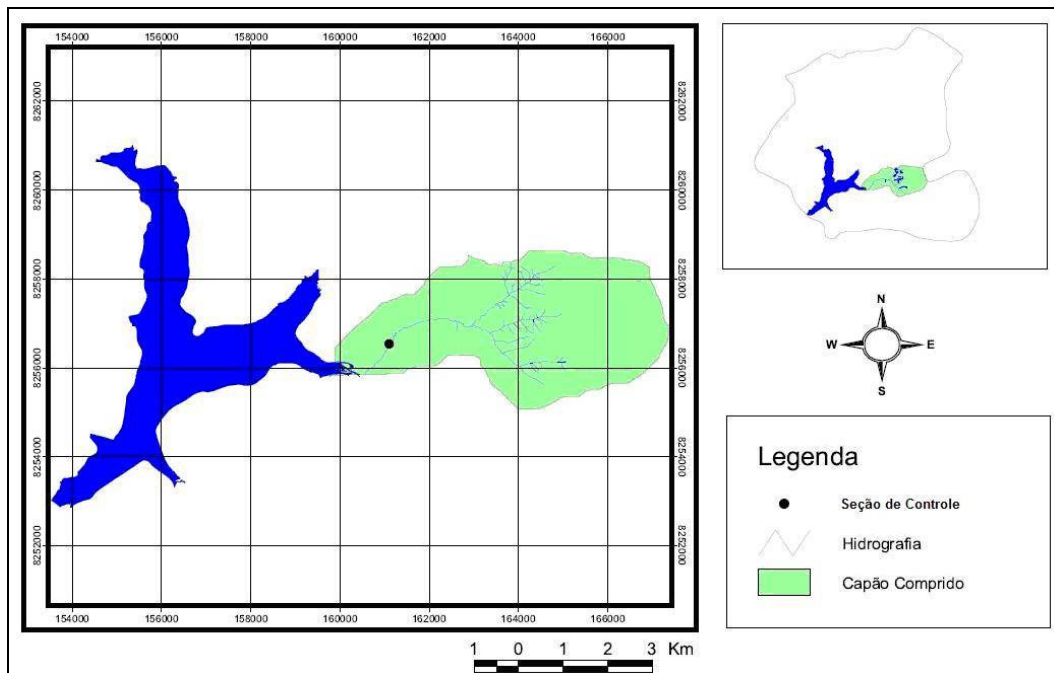 154000 156000 158000 160000 162000 164000 166000
8262000 8262000
8260000 8260000
8258000 8258000
8256000 8256000
8254000 8254000
8252000 8252000
154000 156000 158000 160000 162000 164000 166000
1 0 1 2 3 Km
N
W E
S
Legenda
Seção de Controle
Hidrografia
Capão Comprido